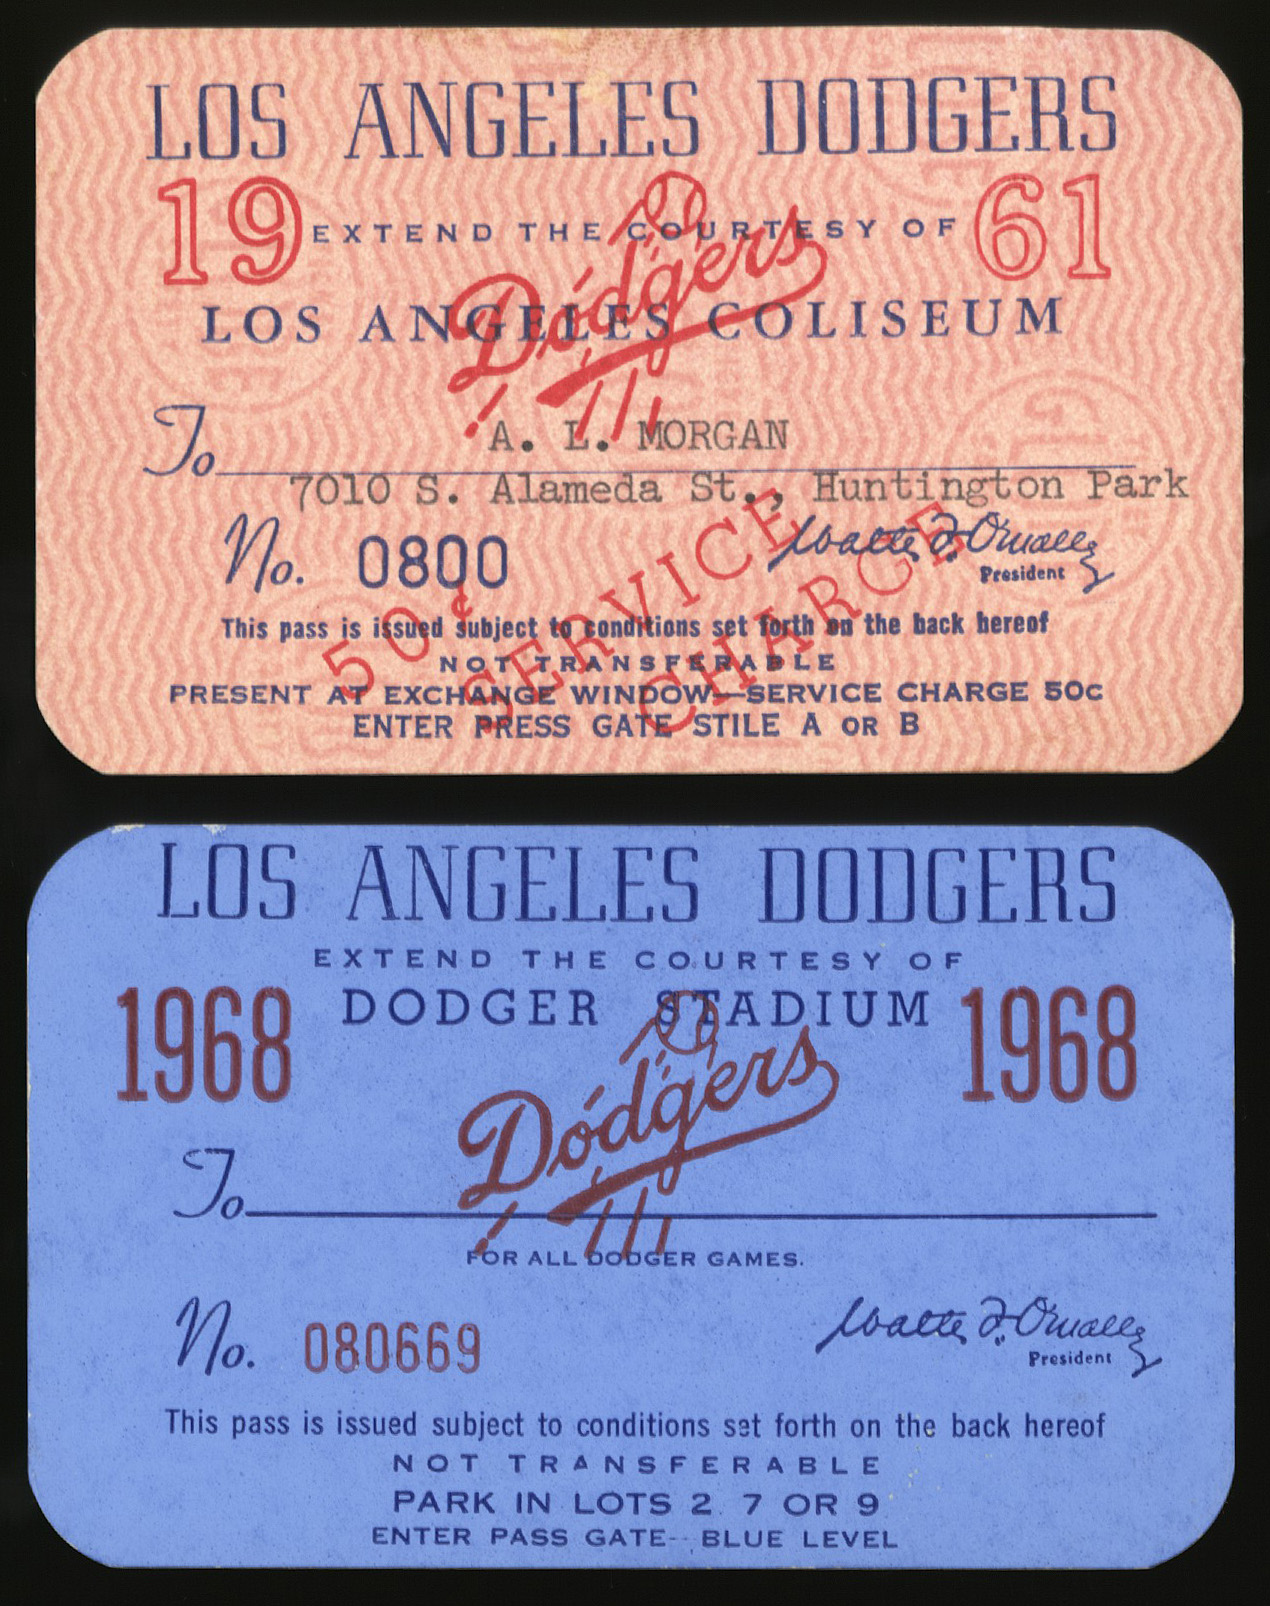 LOS ANGELES DODGERS
19 EXTEND THE COURTESY OF 61
Dodgers
LOS ANGELES COLISEUM
To A. L. MORGAN
7010 S. Alameda St., Huntington Park
No. 0800
Walter F. O'Malley
President
50¢ SERVICE CHARGE
This pass is issued subject to conditions set forth on the back hereof
NOT TRANSFERABLE
PRESENT AT EXCHANGE WINDOW—SERVICE CHARGE 50c
ENTER PRESS GATE STILE A OR B
LOS ANGELES DODGERS
EXTEND THE COURTESY OF
1968 DODGER STADIUM 1968
Dodgers
To
FOR ALL DODGER GAMES.
No. 080669
Walter F. O'Malley
President
This pass is issued subject to conditions set forth on the back hereof
NOT TRANSFERABLE
PARK IN LOTS 2, 7 OR 9
ENTER PASS GATE--BLUE LEVEL